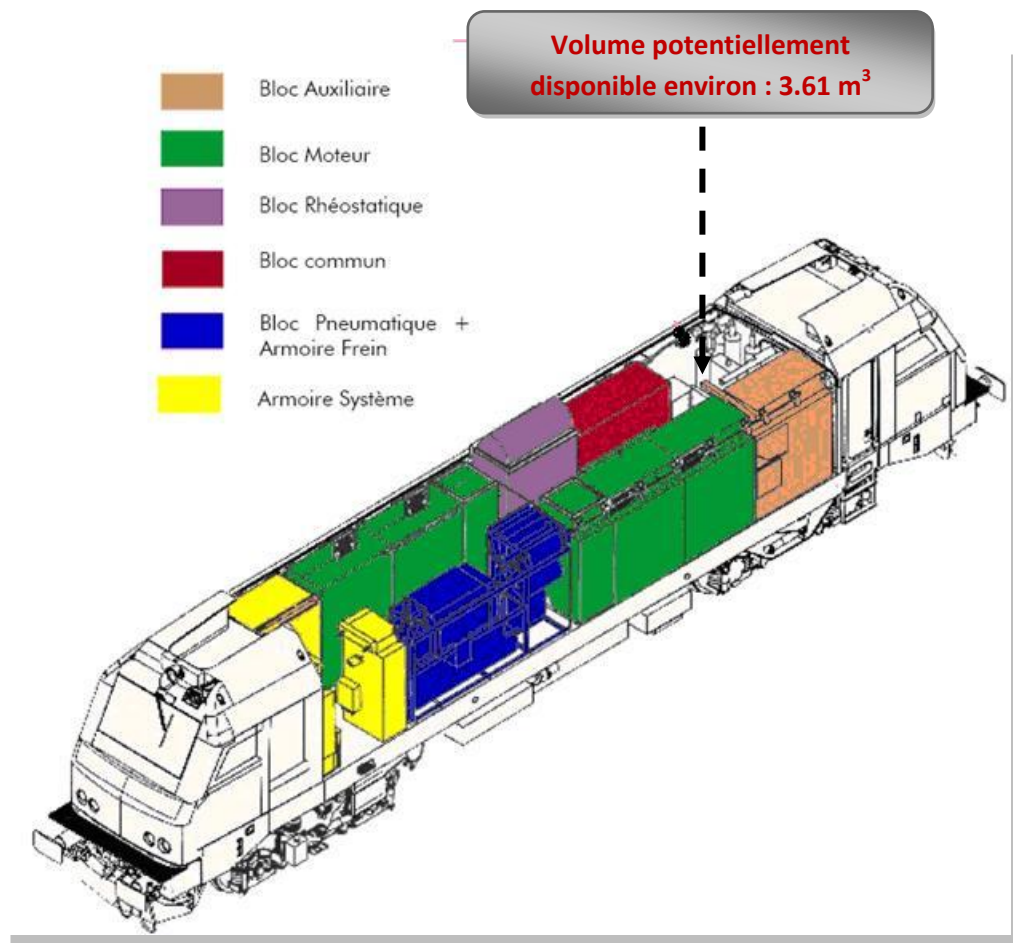 Volume potentiellement
disponible environ : 3.61 m³
Bloc Auxiliaire
Bloc Moteur
Bloc Rhéostatique
Bloc commun
Bloc Pneumatique +
Armoire Frein
Armoire Système